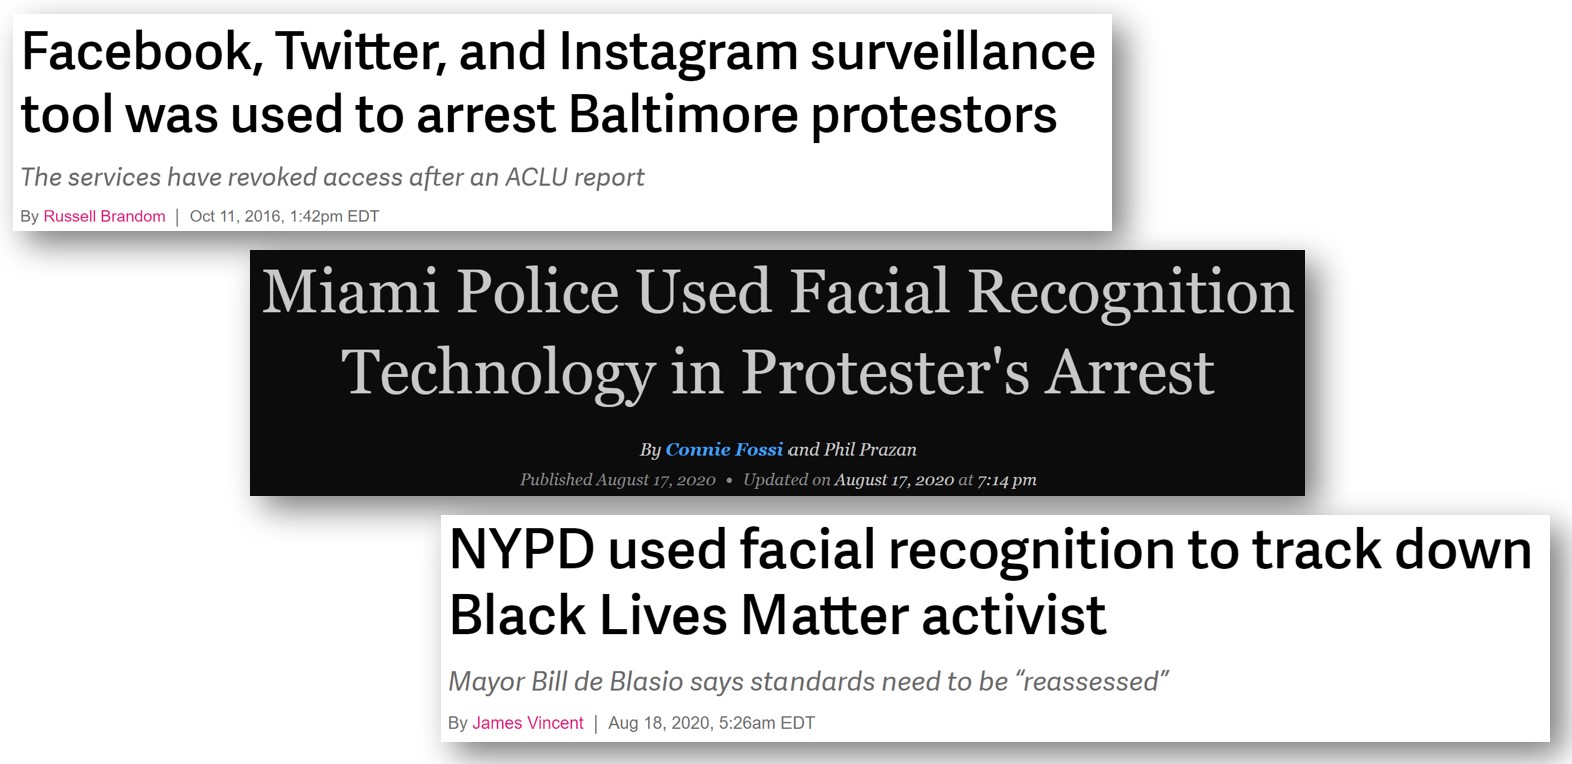 Facebook, Twitter, and Instagram surveillance
tool was used to arrest Baltimore protestors
The services have revoked access after an ACLU report
By Russell Brandom | Oct 11, 2016, 1:42pm EDT
Miami Police Used Facial Recognition
Technology in Protester's Arrest
By Connie Fossi and Phil Prazan
Published August 17, 2020 • Updated on August 17, 2020 at 7:14 pm
NYPD used facial recognition to track down
Black Lives Matter activist
Mayor Bill de Blasio says standards need to be “reassessed”
By James Vincent | Aug 18, 2020, 5:26am EDT